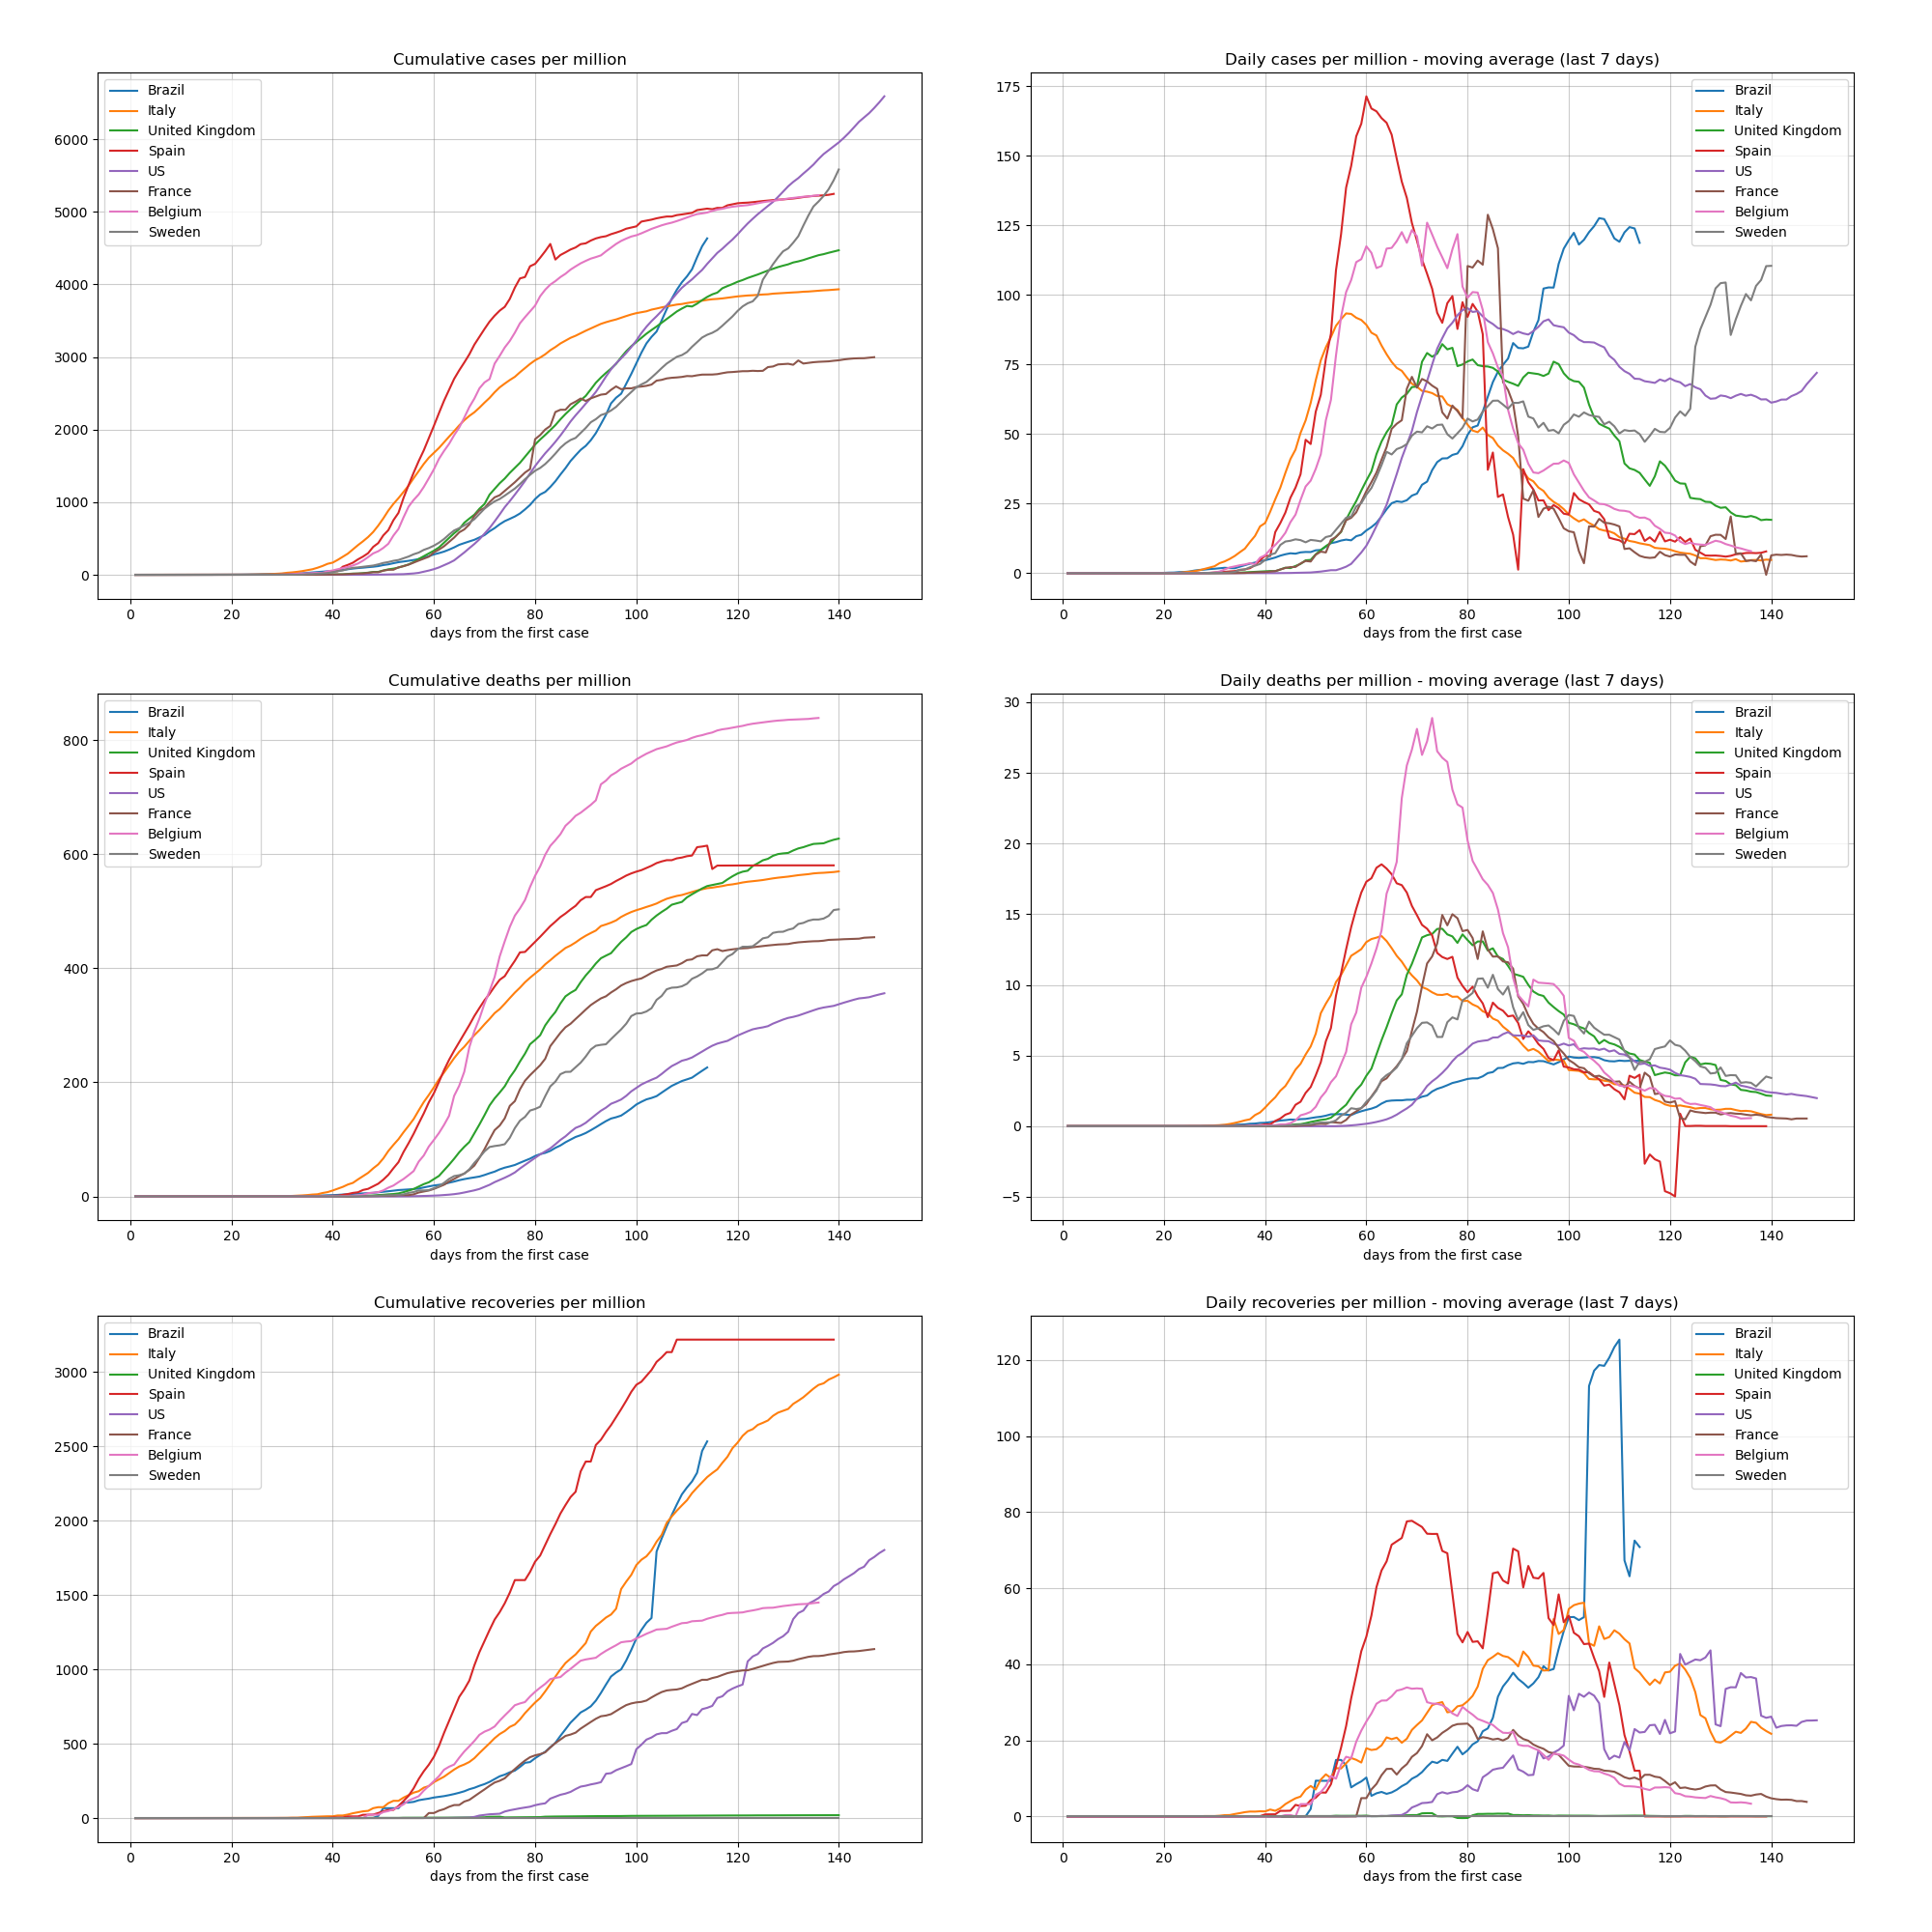 Cumulative cases per million
Brazil
Italy
United Kingdom
Spain
US
France
Belgium
Sweden
6000
5000
4000
3000
2000
1000
0
0 20 40 60 80 100 120 140
days from the first case
Daily cases per million - moving average (last 7 days)
Brazil
Italy
United Kingdom
Spain
US
France
Belgium
Sweden
175
150
125
100
75
50
25
0
0 20 40 60 80 100 120 140
days from the first case
Cumulative deaths per million
Brazil
Italy
United Kingdom
Spain
US
France
Belgium
Sweden
800
600
400
200
0
0 20 40 60 80 100 120 140
days from the first case
Daily deaths per million - moving average (last 7 days)
Brazil
Italy
United Kingdom
Spain
US
France
Belgium
Sweden
30
25
20
15
10
5
0
−5
0 20 40 60 80 100 120 140
days from the first case
Cumulative recoveries per million
Brazil
Italy
United Kingdom
Spain
US
France
Belgium
Sweden
3000
2500
2000
1500
1000
500
0
0 20 40 60 80 100 120 140
days from the first case
Daily recoveries per million - moving average (last 7 days)
Brazil
Italy
United Kingdom
Spain
US
France
Belgium
Sweden
120
100
80
60
40
20
0
0 20 40 60 80 100 120 140
days from the first case